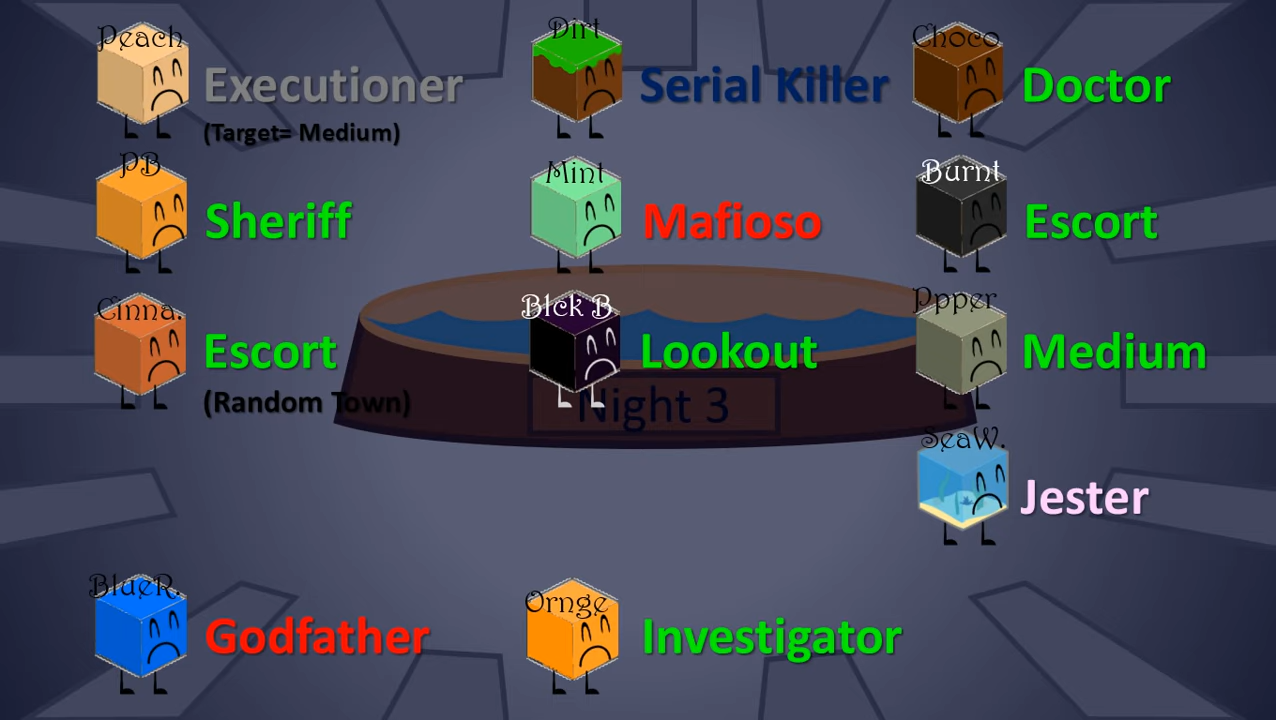 Peach
Executioner
(Target= Medium)
Dirt
Serial Killer
Choco
Doctor
PB
Sheriff
Mint
Mafioso
Burnt
Escort
Cinna.
Escort
(Random Town)
Blck B
Lookout
Ppper
Medium
Night 3
SeaW.
Jester
BlueR.
Godfather
Ornge
Investigator